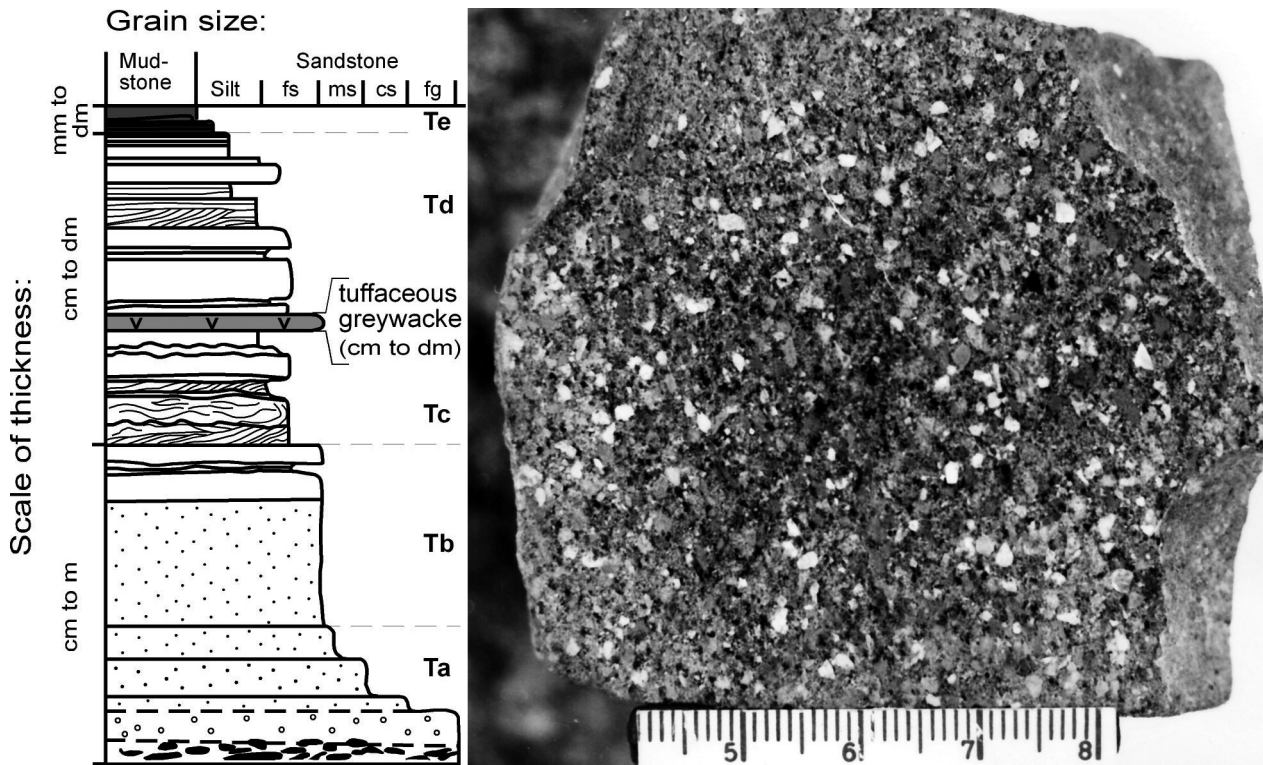 Grain size:
Mud-
stone
Sandstone
Silt
fs
ms
cs
fg
mm to
dm
Te
Td
cm to dm
Scale of thickness:
tuffaceous
greywacke
(cm to dm)
v v v
Tc
Tb
cm to m
Ta
5 6 7 8